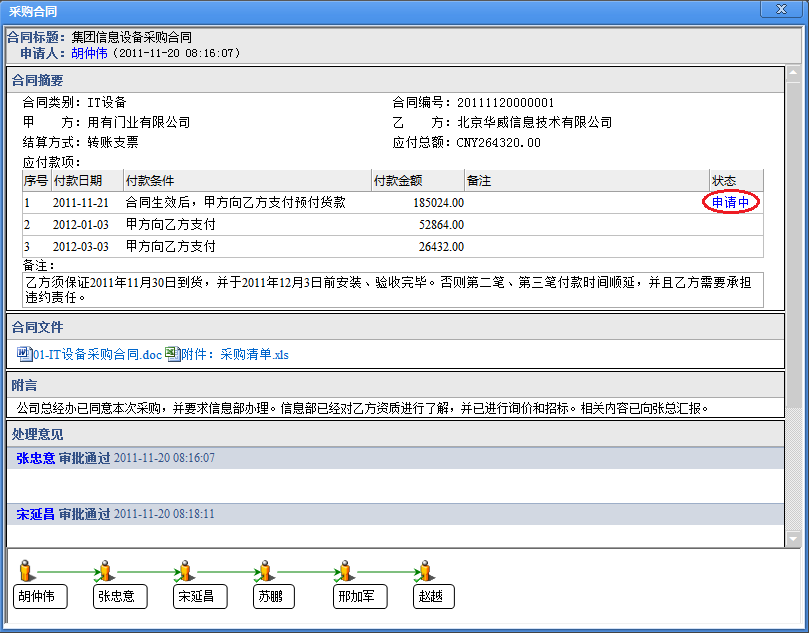 采购合同
合同标题：集团信息设备采购合同
申请人：胡仲伟（2011-11-20 08:16:07）
合同摘要
合同类别：IT设备 合同编号：20111120000001
甲　　方：用有门业有限公司 乙　　方：北京华威信息技术有限公司
结算方式：转账支票 应付总额：CNY264320.00
应付款项：
序号 付款日期 付款条件 付款金额 备注 状态
1 2011-11-21 合同生效后，甲方向乙方支付预付货款 185024.00 申请中
2 2012-01-03 甲方向乙方支付 52864.00
3 2012-03-03 甲方向乙方支付 26432.00
备注：
乙方须保证2011年11月30日到货，并于2011年12月3日前安装、验收完毕。否则第二笔、第三笔付款时间顺延，并且乙方需要承担
违约责任。
合同文件
01-IT设备采购合同.doc 附件：采购清单.xls
附言
公司总经办已同意本次采购，并要求信息部办理。信息部已经对乙方资质进行了解，并已进行询价和招标。相关内容已向张总汇报。
处理意见
张忠意 审批通过 2011-11-20 08:16:07
宋延昌 审批通过 2011-11-20 08:18:11
胡仲伟 张忠意 宋延昌 苏鹏 邢加军 赵越